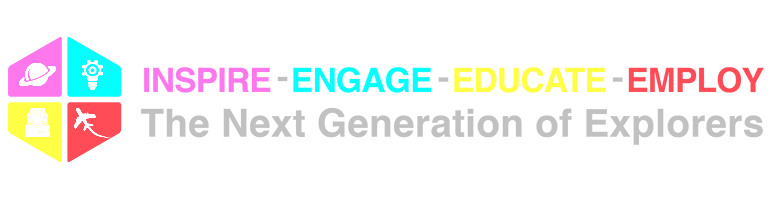 INSPIRE - ENGAGE - EDUCATE - EMPLOY
The Next Generation of Explorers